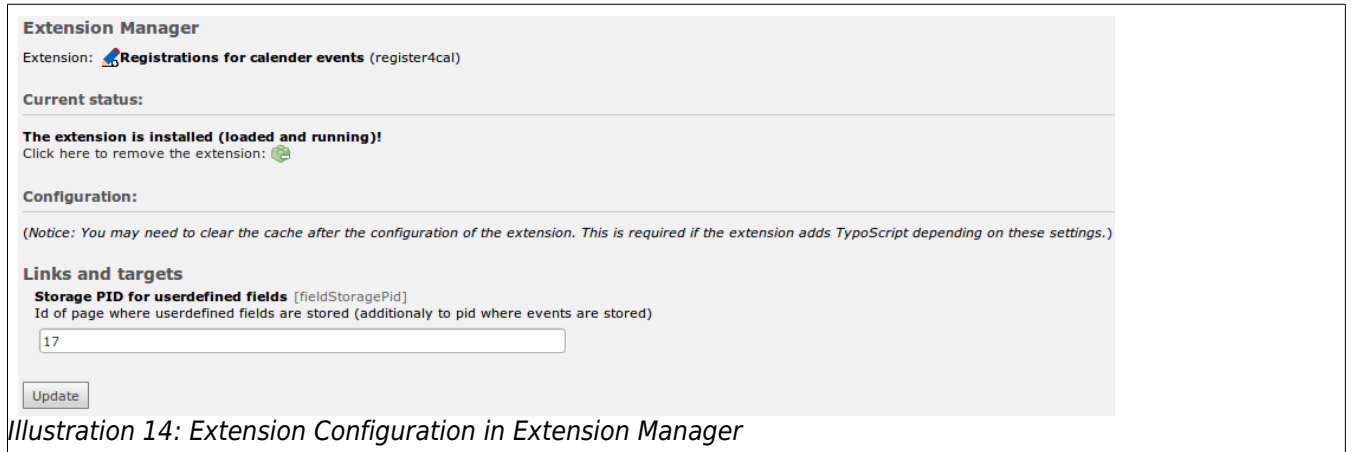 Extension Manager
Extension: Registrations for calender events (register4cal)
Current status:
The extension is installed (loaded and running)!
Click here to remove the extension:
Configuration:
(Notice: You may need to clear the cache after the configuration of the extension. This is required if the extension adds TypoScript depending on these settings.)
Links and targets
Storage PID for userdefined fields [fieldStoragePid]
Id of page where userdefined fields are stored (additionaly to pid where events are stored)
17
Update
Illustration 14: Extension Configuration in Extension Manager